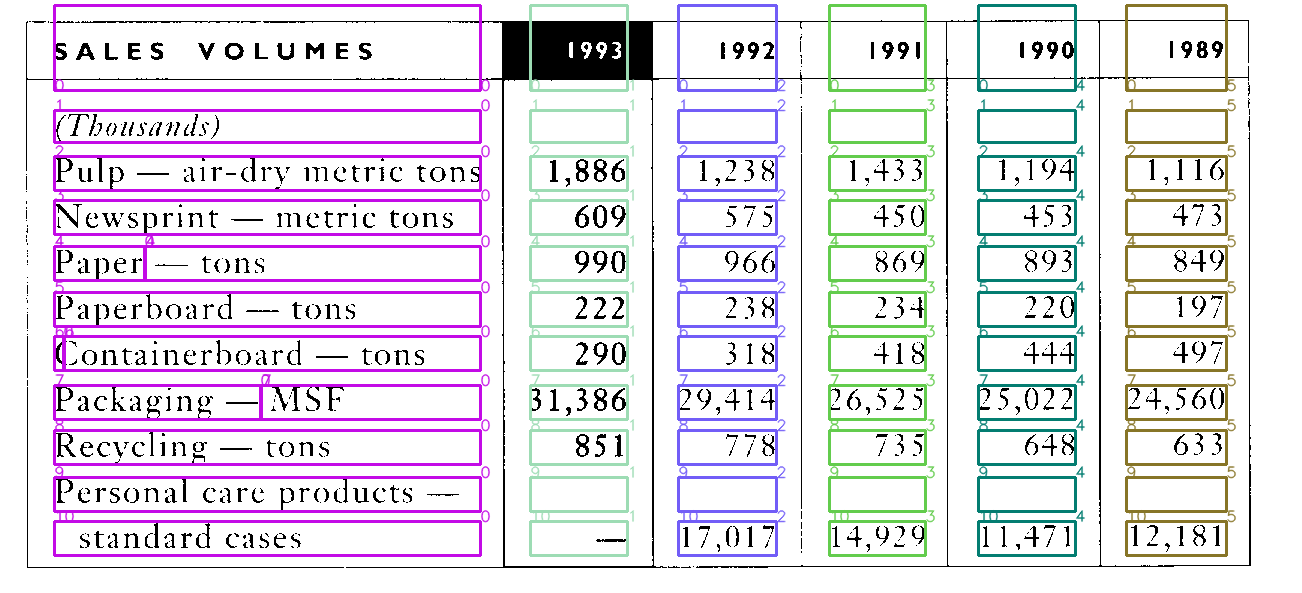 SALES VOLUMES 1993 1992 1991 1990 1989
(Thousands)
Pulp — air-dry metric tons 1,886 1,238 1,433 1,194 1,116
Newsprint — metric tons 609 575 450 453 473
Paper — tons 990 966 869 893 849
Paperboard — tons 222 238 234 220 197
Containerboard — tons 290 318 418 444 497
Packaging — MSF 31,386 29,414 26,525 25,022 24,560
Recycling — tons 851 778 735 648 633
Personal care products —
standard cases — 17,017 14,929 11,471 12,181